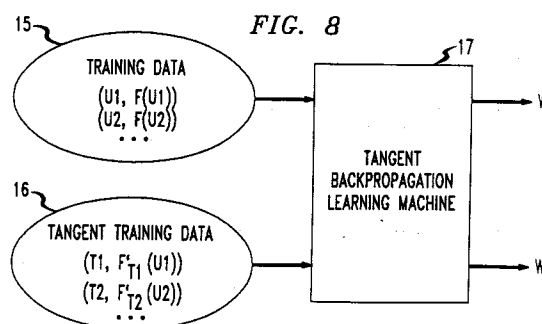 FIG. 8
15
TRAINING DATA
(U1, F(U1))
(U2, F(U2))
•••
16
TANGENT TRAINING DATA
(T1, F'T1 (U1))
(T2, F'T2 (U2))
•••
17
TANGENT
BACKPROPAGATION
LEARNING MACHINE